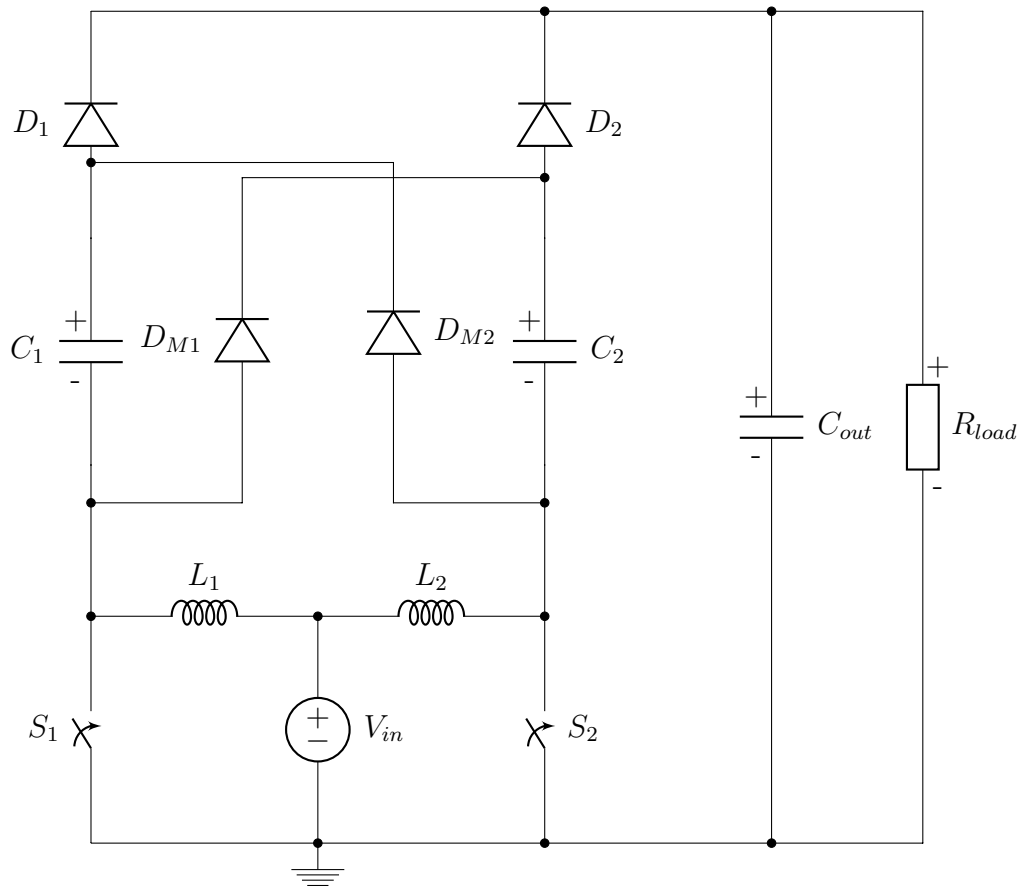 D1 D2
+ +
C1 DM1 DM2 C2
- -
+ +
Cout Rload
- -
L1 L2
S1 + Vin S2
−